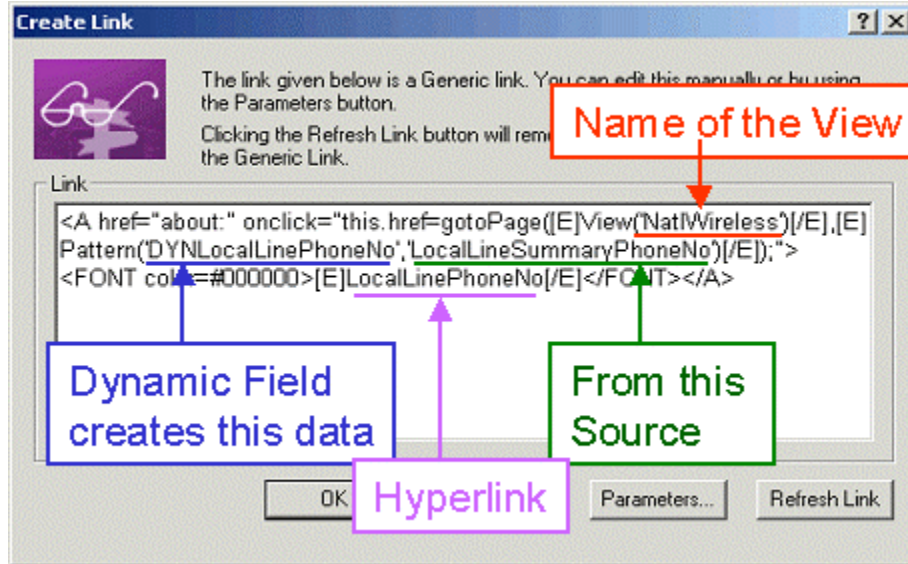 Create Link
The link given below is a Generic link. You can edit this manually or by using
the Parameters button.
Clicking the Refresh Link button will
the Generic Link.
Name of the View
Link
<A href="about:" onclick="this.href=gotoPage([E]View('NatlWireless')[/E],[E]
Pattern('DYNLocalLinePhoneNo','LocalLineSummaryPhoneNo')[/E]);">
<FONT color=#000000>[E]LocalLinePhoneNo[/E]</FONT></A>
Dynamic Field
creates this data
From this
Source
Hyperlink
OK
Parameters...
Refresh Link